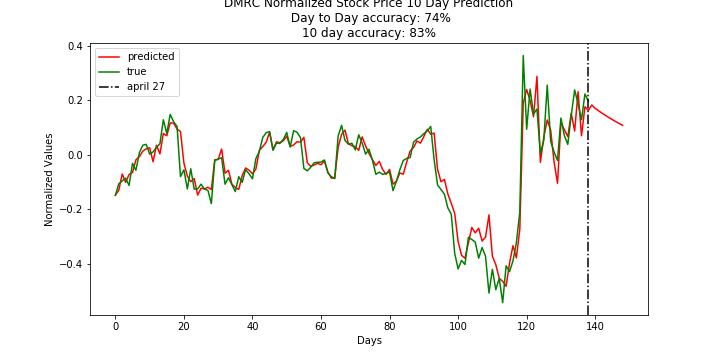 DMRC Normalized Stock Price 10 Day Prediction
Day to Day accuracy: 74%
10 day accuracy: 83%
predicted
true
april 27
Normalized Values
0.4
0.2
0.0
−0.2
−0.4
0 20 40 60 80 100 120 140
Days